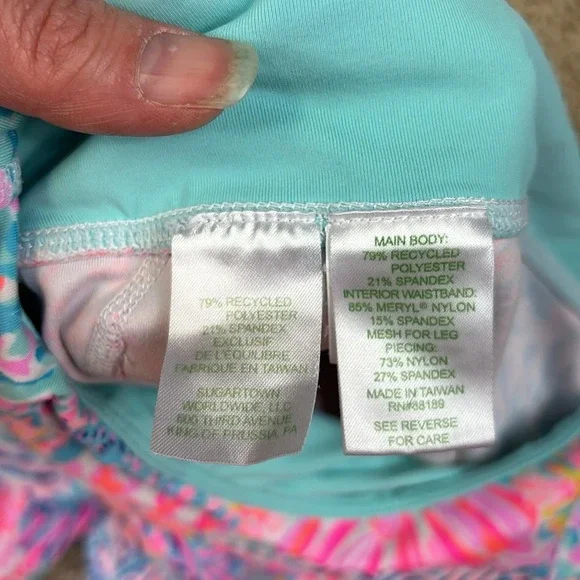 79% RECYCLED
POLYESTER
21% SPANDEX
EXCLUSIF
DE L'EQUILIBRE
FABRIQUE EN TAIWAN
SUGARTOWN
WORLDWIDE, LLC
800 THIRD AVENUE
KING OF PRUSSIA, PA
MAIN BODY:
79% RECYCLED
POLYESTER
21% SPANDEX
INTERIOR WAISTBAND:
85% MERYL® NYLON
15% SPANDEX
MESH FOR LEG
PIECING:
73% NYLON
27% SPANDEX
MADE IN TAIWAN
RN#88189
SEE REVERSE
FOR CARE